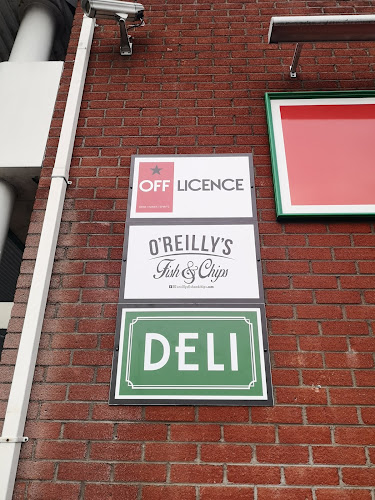 OFF LICENCE
O'REILLY'S
Fish & Chips
DELI